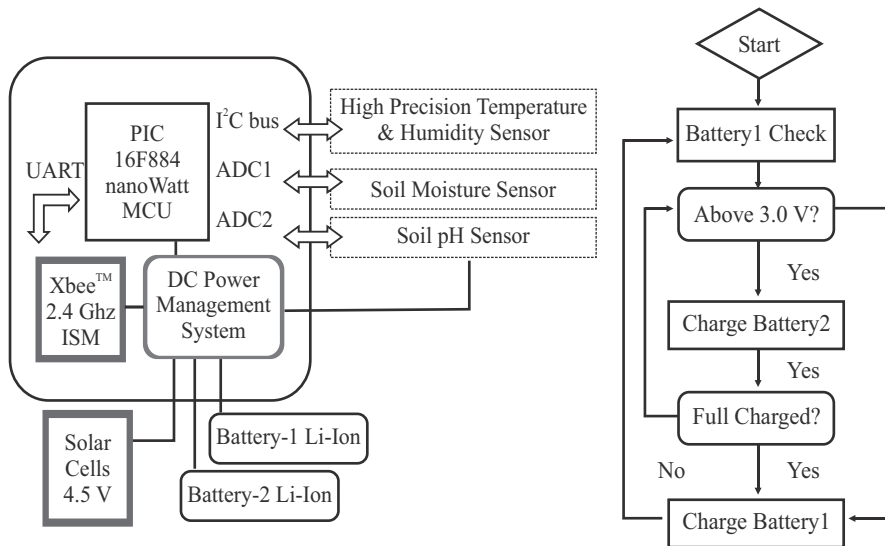 PIC
16F884
nanoWatt
MCU
UART
I²C bus
ADC1
ADC2
High Precision Temperature
& Humidity Sensor
Soil Moisture Sensor
Soil pH Sensor
Xbee™
2.4 Ghz
ISM
DC Power
Management
System
Solar
Cells
4.5 V
Battery-1 Li-Ion
Battery-2 Li-Ion
Start
Battery1 Check
Above 3.0 V?
Yes
Charge Battery2
Yes
Full Charged?
No
Yes
Charge Battery1